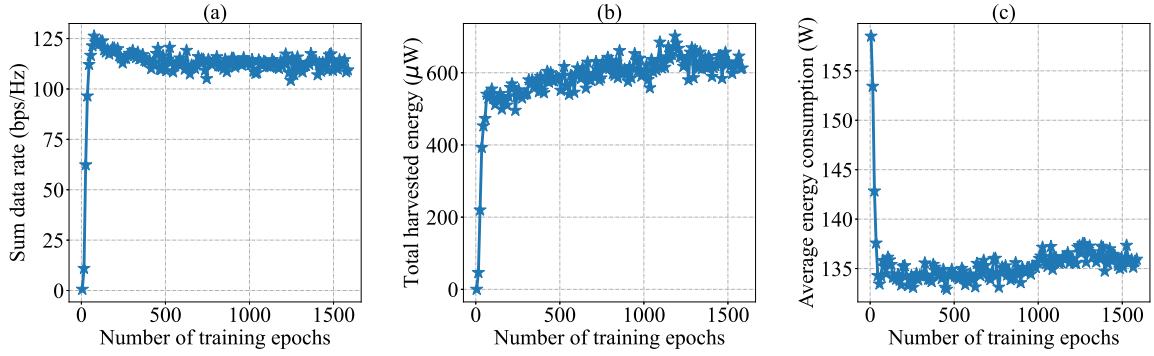 (a)
Sum data rate (bps/Hz)
125
100
75
50
25
0
0 500 1000 1500
Number of training epochs
(b)
Total harvested energy (μW)
600
400
200
0
0 500 1000 1500
Number of training epochs
(c)
Average energy consumption (W)
155
150
145
140
135
0 500 1000 1500
Number of training epochs